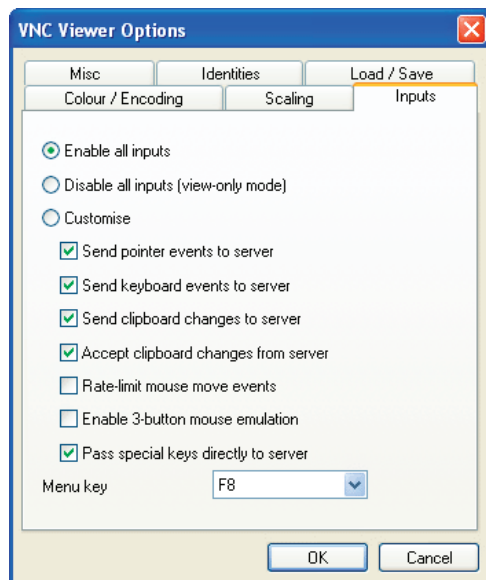 VNC Viewer Options
Misc Identities Load / Save
Colour / Encoding Scaling Inputs
Enable all inputs
Disable all inputs (view-only mode)
Customise
Send pointer events to server
Send keyboard events to server
Send clipboard changes to server
Accept clipboard changes from server
Rate-limit mouse move events
Enable 3-button mouse emulation
Pass special keys directly to server
Menu key F8
OK Cancel